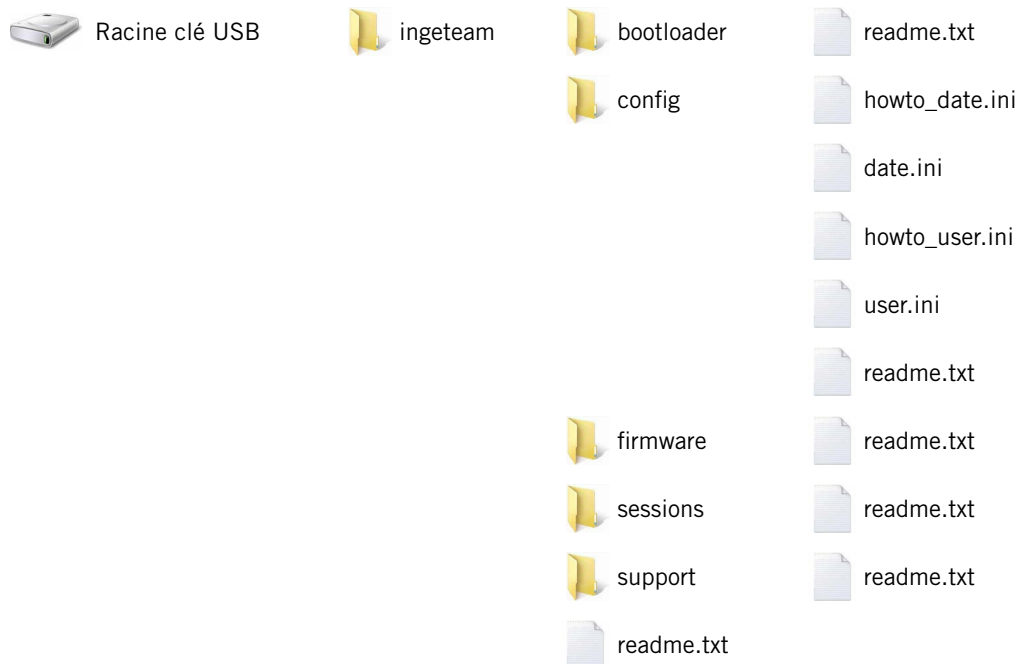 Racine clé USB ingeteam bootloader readme.txt
config howto_date.ini
date.ini
howto_user.ini
user.ini
readme.txt
firmware readme.txt
sessions readme.txt
support readme.txt
readme.txt